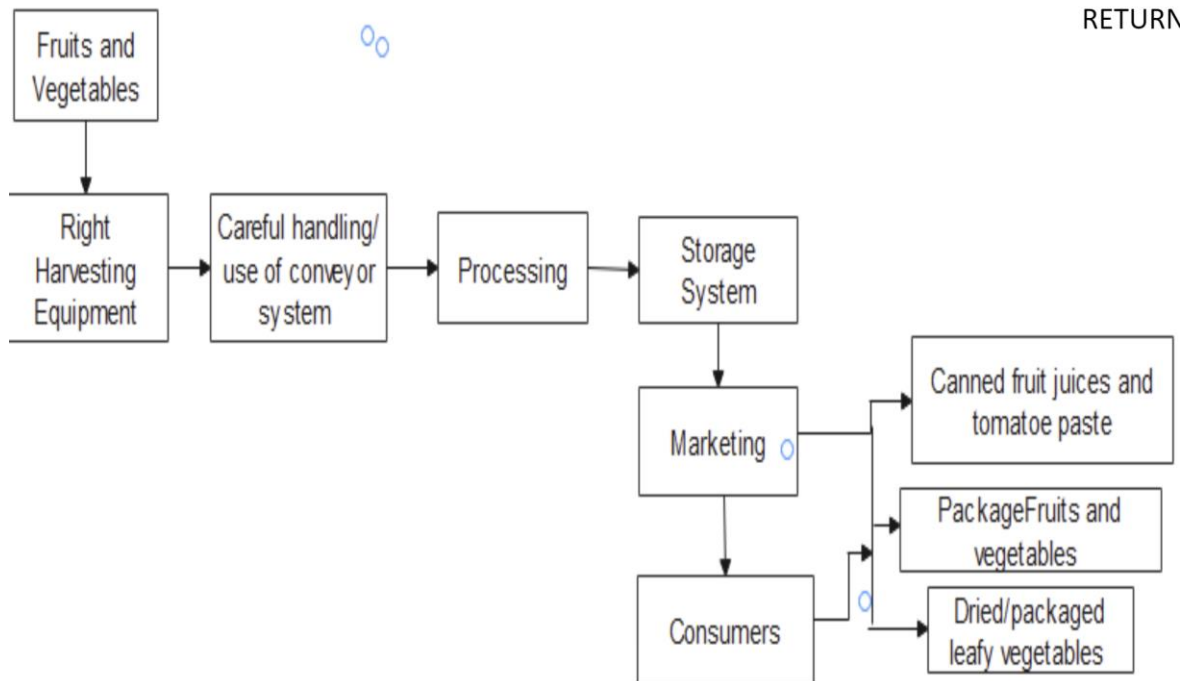 RETURN
Fruits and
Vegetables
Right
Harvesting
Equipment
Careful handling/
use of conveyor
system
Processing
Storage
System
Marketing
Canned fruit juices and
tomatoe paste
PackageFruits and
vegetables
Consumers
Dried/packaged
leafy vegetables